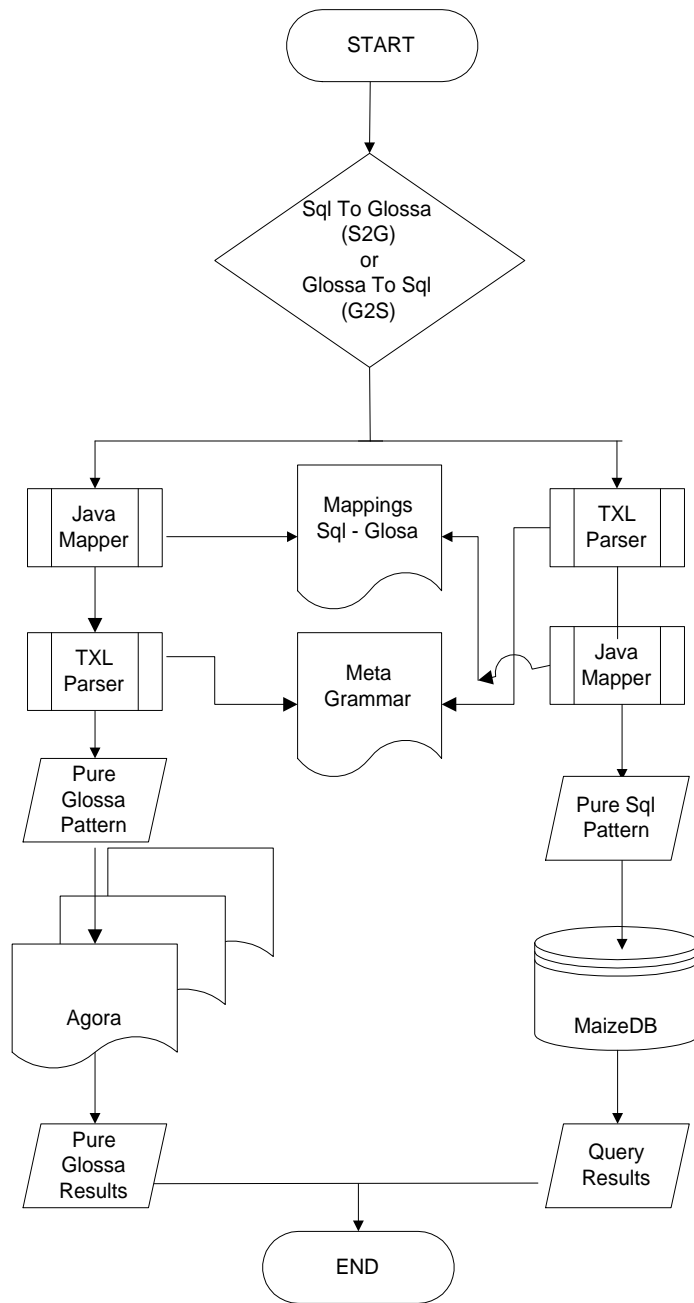 START
Sql To Glossa
(S2G)
or
Glossa To Sql
(G2S)
Java
Mapper
Mappings
Sql - Glosa
TXL
Parser
TXL
Parser
Meta
Grammar
Java
Mapper
Pure
Glossa
Pattern
Pure Sql
Pattern
Agora
MaizeDB
Pure
Glossa
Results
Query
Results
END